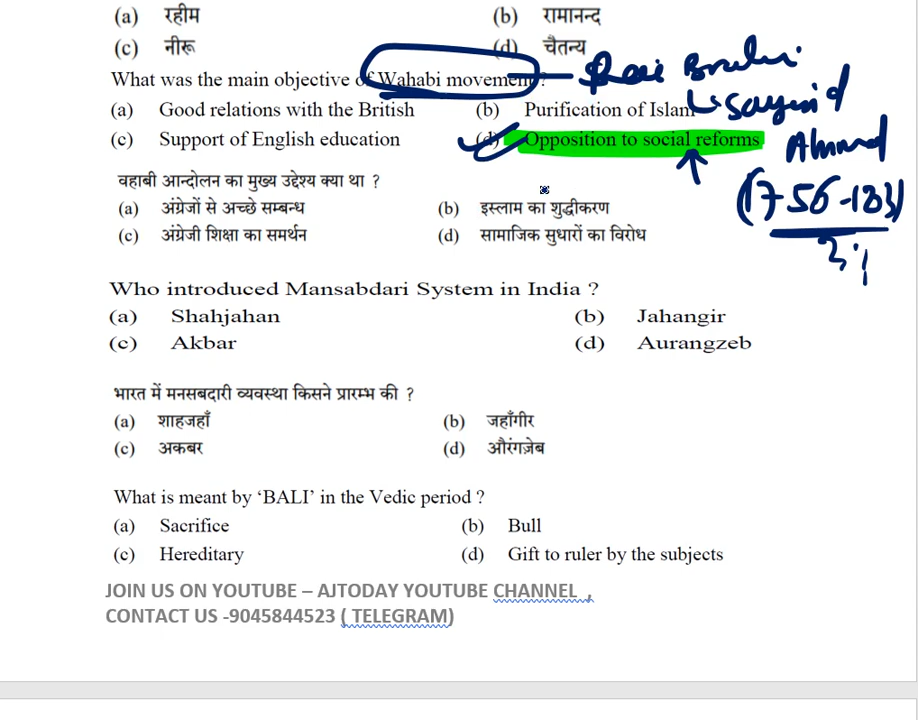 (a) रहीम (b) रामानन्द
(c) नीरू (d) चैतन्य
What was the main objective of Wahabi movement ?
(a) Good relations with the British (b) Purification of Islam
(c) Support of English education (d) Opposition to social reforms
Sayyid
Ahmad
वहाबी आन्दोलन का मुख्य उद्देश्य क्या था ?
(a) अंग्रेजों से अच्छे सम्बन्ध (b) इस्लाम का शुद्धीकरण
(c) अंग्रेजी शिक्षा का समर्थन (d) सामाजिक सुधारों का विरोध
Who introduced Mansabdari System in India ?
(a) Shahjahan (b) Jahangir
(c) Akbar (d) Aurangzeb
भारत में मनसबदारी व्यवस्था किसने प्रारम्भ की ?
(a) शाहजहाँ (b) जहाँगीर
(c) अकबर (d) औरंगज़ेब
What is meant by ‘BALI’ in the Vedic period ?
(a) Sacrifice (b) Bull
(c) Hereditary (d) Gift to ruler by the subjects
JOIN US ON YOUTUBE – AJTODAY YOUTUBE CHANNEL ,
CONTACT US -9045844523 ( TELEGRAM)